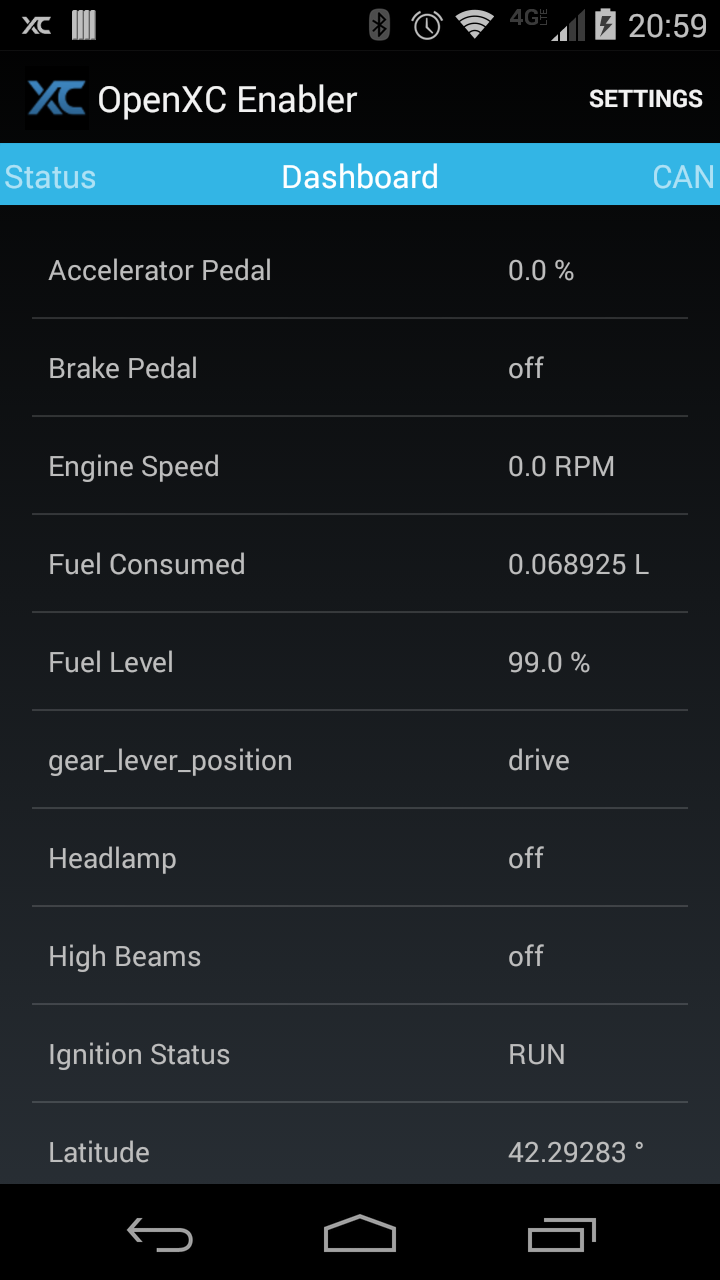 XC 4G LTE 20:59
XC OpenXC Enabler SETTINGS
Status Dashboard CAN
Accelerator Pedal 0.0 %
Brake Pedal off
Engine Speed 0.0 RPM
Fuel Consumed 0.068925 L
Fuel Level 99.0 %
gear_lever_position drive
Headlamp off
High Beams off
Ignition Status RUN
Latitude 42.29283 °